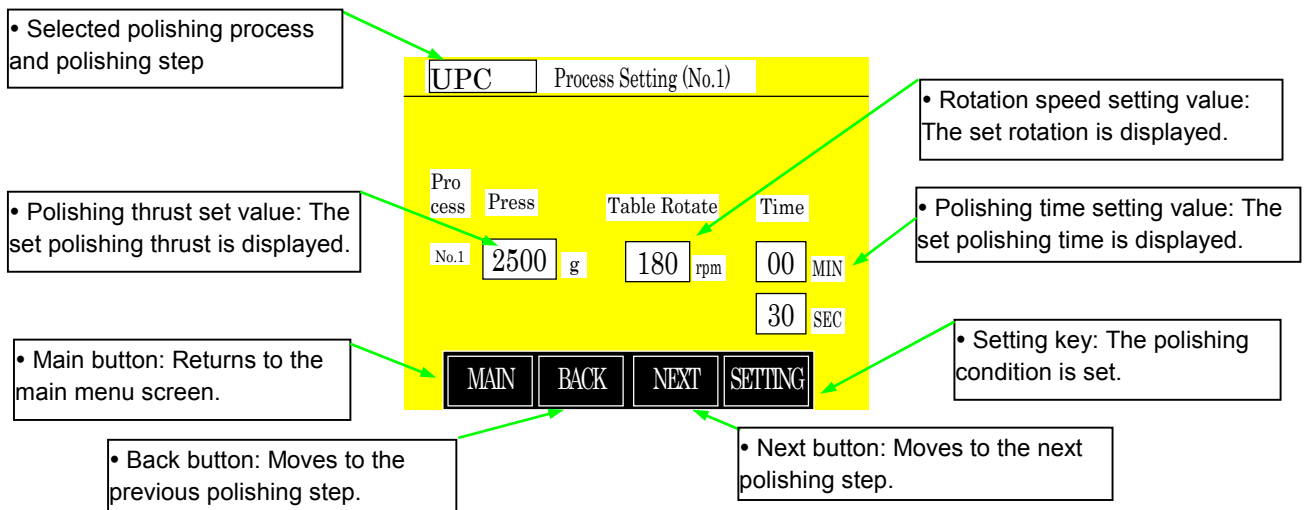 • Selected polishing process
and polishing step
UPC Process Setting (No.1)
• Rotation speed setting value:
The set rotation is displayed.
• Polishing thrust set value: The
set polishing thrust is displayed.
Pro
cess Press Table Rotate Time
No.1 2500 g 180 rpm 00 MIN
30 SEC
• Polishing time setting value: The
set polishing time is displayed.
• Main button: Returns to the
main menu screen.
MAIN BACK NEXT SETTING
• Setting key: The polishing
condition is set.
• Back button: Moves to the
previous polishing step.
• Next button: Moves to the next
polishing step.